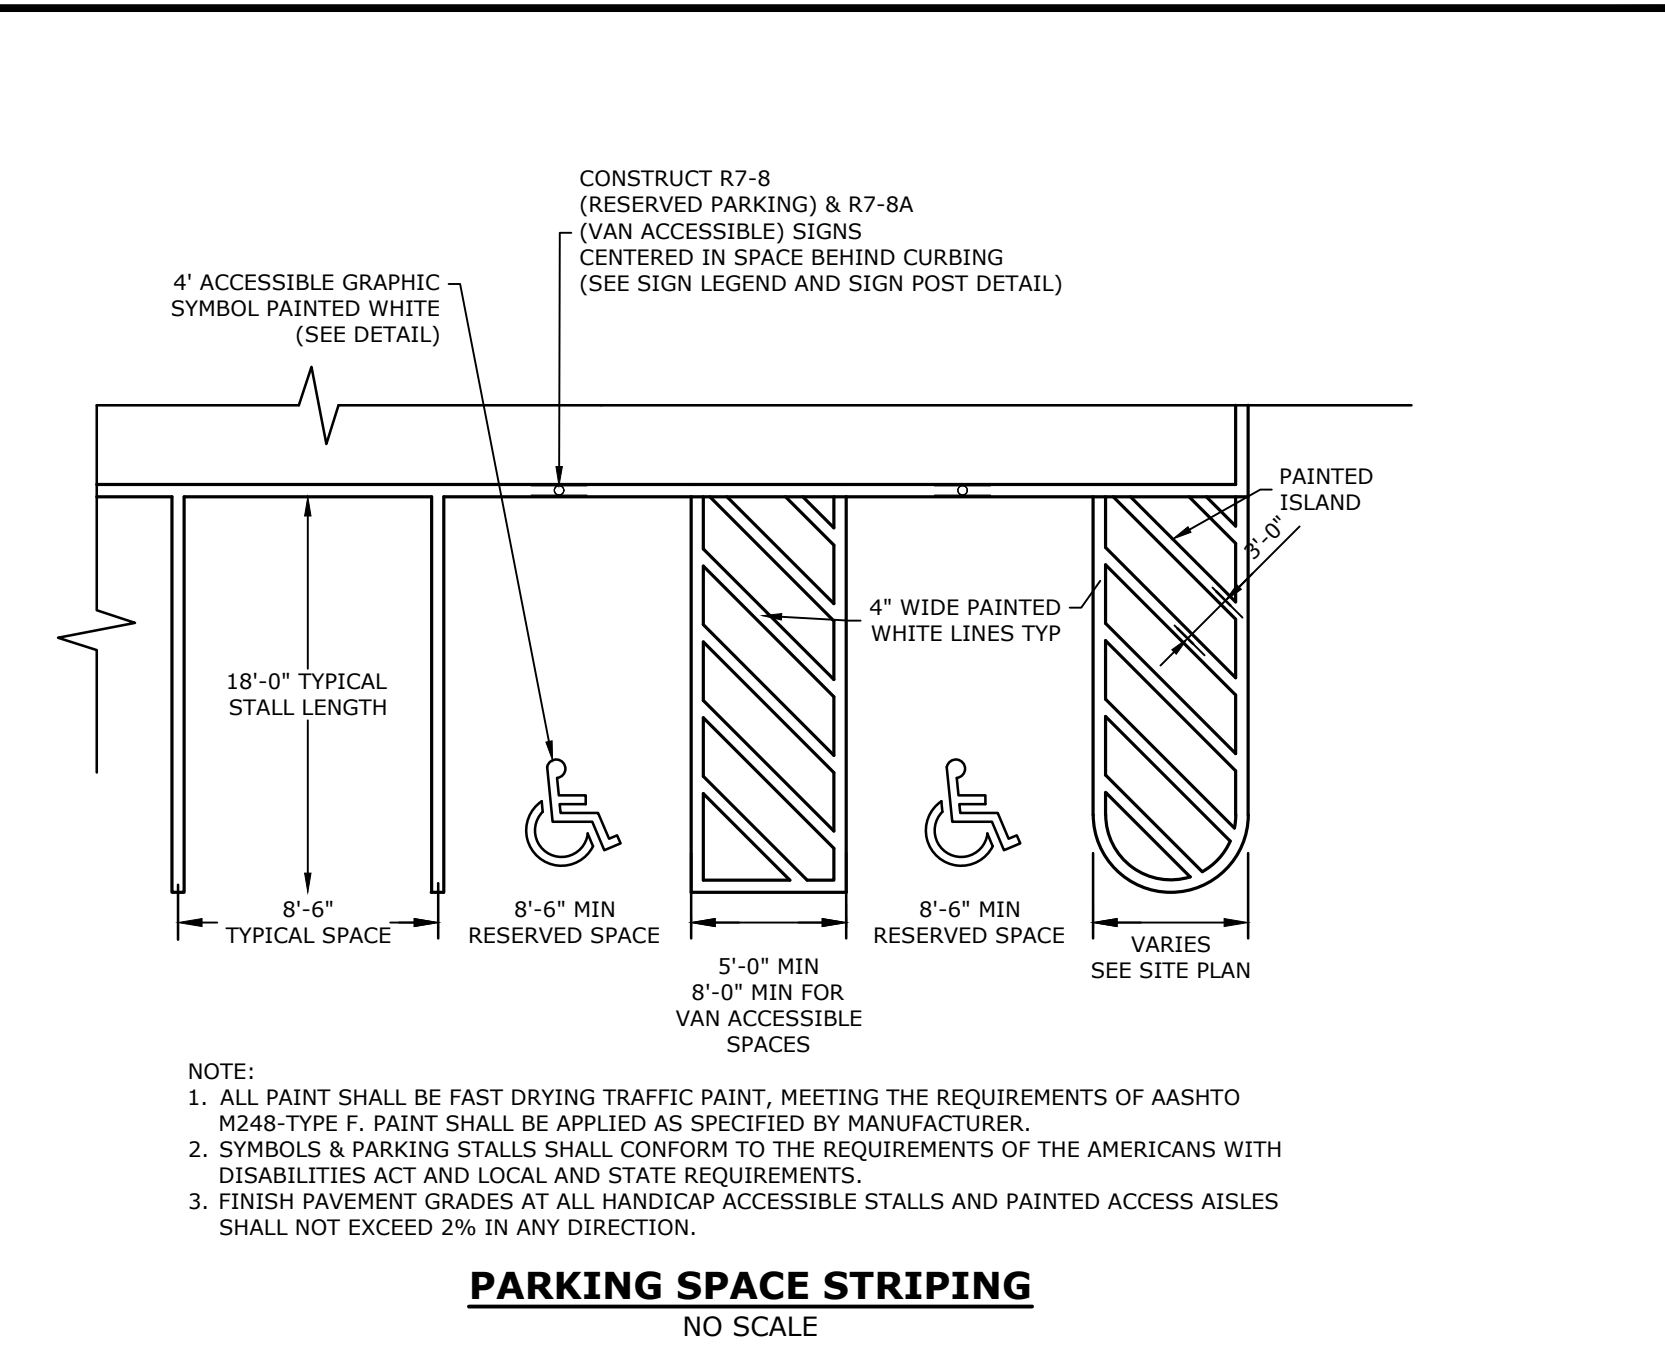 CONSTRUCT R7-8
(RESERVED PARKING) & R7-8A
(VAN ACCESSIBLE) SIGNS
CENTERED IN SPACE BEHIND CURBING
(SEE SIGN LEGEND AND SIGN POST DETAIL)
4' ACCESSIBLE GRAPHIC
SYMBOL PAINTED WHITE
(SEE DETAIL)
PAINTED
ISLAND
3'-0"
4" WIDE PAINTED
WHITE LINES TYP
18'-0" TYPICAL
STALL LENGTH
8'-6"
TYPICAL SPACE
8'-6" MIN
RESERVED SPACE
5'-0" MIN
8'-0" MIN FOR
VAN ACCESSIBLE
SPACES
8'-6" MIN
RESERVED SPACE
VARIES
SEE SITE PLAN
NOTE:
1. ALL PAINT SHALL BE FAST DRYING TRAFFIC PAINT, MEETING THE REQUIREMENTS OF AASHTO
M248-TYPE F. PAINT SHALL BE APPLIED AS SPECIFIED BY MANUFACTURER.
2. SYMBOLS & PARKING STALLS SHALL CONFORM TO THE REQUIREMENTS OF THE AMERICANS WITH
DISABILITIES ACT AND LOCAL AND STATE REQUIREMENTS.
3. FINISH PAVEMENT GRADES AT ALL HANDICAP ACCESSIBLE STALLS AND PAINTED ACCESS AISLES
SHALL NOT EXCEED 2% IN ANY DIRECTION.
PARKING SPACE STRIPING
NO SCALE